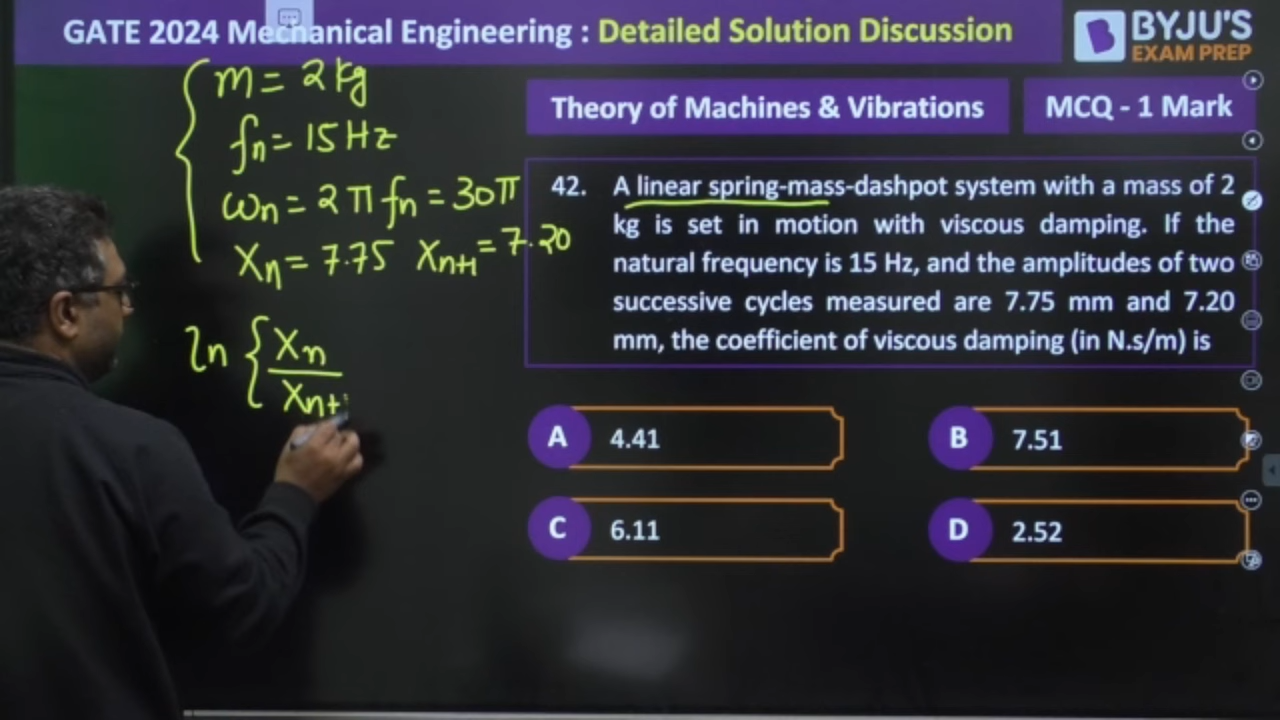 GATE 2024 Mechanical Engineering : Detailed Solution Discussion
BYJU'S
EXAM PREP
m = 2 kg
fn = 15 Hz
ωn = 2 π fn = 30π
Xn = 7.75 Xn+1 = 7.20
ln { Xn
Xn+
Theory of Machines & Vibrations
MCQ - 1 Mark
42. A linear spring-mass-dashpot system with a mass of 2
kg is set in motion with viscous damping. If the
natural frequency is 15 Hz, and the amplitudes of two
successive cycles measured are 7.75 mm and 7.20
mm, the coefficient of viscous damping (in N.s/m) is
A 4.41
B 7.51
C 6.11
D 2.52